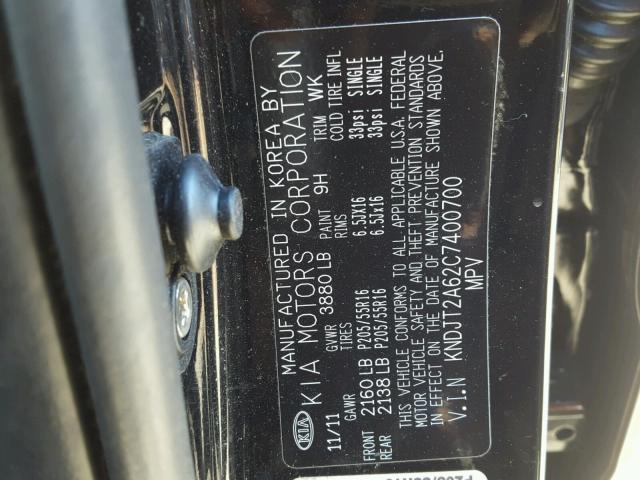 KIA
MANUFACTURED IN KOREA BY
KIA MOTORS CORPORATION
11/11 GVWR 3880 LB PAINT 9H TRIM WK
GAWR TIRES RIMS COLD TIRE INFL
FRONT 2160 LB P205/55R16 6.5JX16 33psi SINGLE
REAR 2138 LB P205/55R16 6.5Jx16 33psi SINGLE
THIS VEHICLE CONFORMS TO ALL APPLICABLE U.S.A. FEDERAL
MOTOR VEHICLE SAFETY AND THEFT PREVENTION STANDARDS
IN EFFECT ON THE DATE OF MANUFACTURE SHOWN ABOVE.
V.I.N KNDJT2A62C7400700
MPV